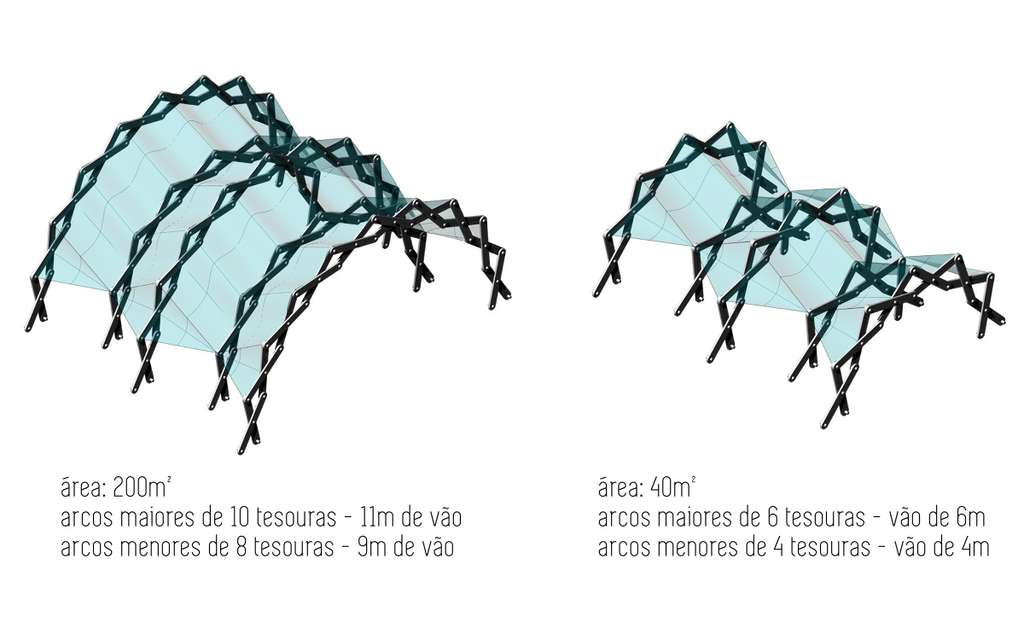 área: 200m²
arcos maiores de 10 tesouras - 11m de vão
arcos menores de 8 tesouras - 9m de vão
área: 40m²
arcos maiores de 6 tesouras - vão de 6m
arcos menores de 4 tesouras - vão de 4m